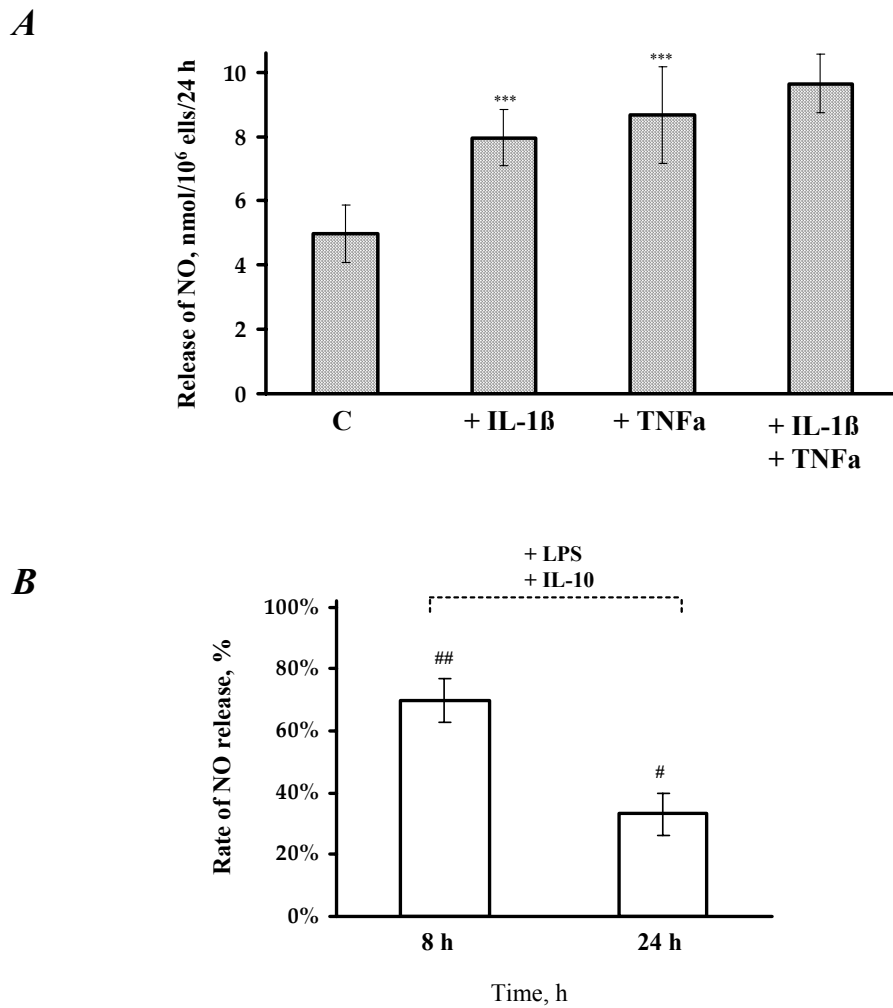 A
Release of NO, nmol/10⁶ ells/24 h
10
8
6
4
2
0
***
***
C
+ IL-1ß
+ TNFa
+ IL-1ß
+ TNFa
B
+ LPS
+ IL-10
Rate of NO release, %
100%
80%
60%
40%
20%
0%
##
#
8 h
24 h
Time, h